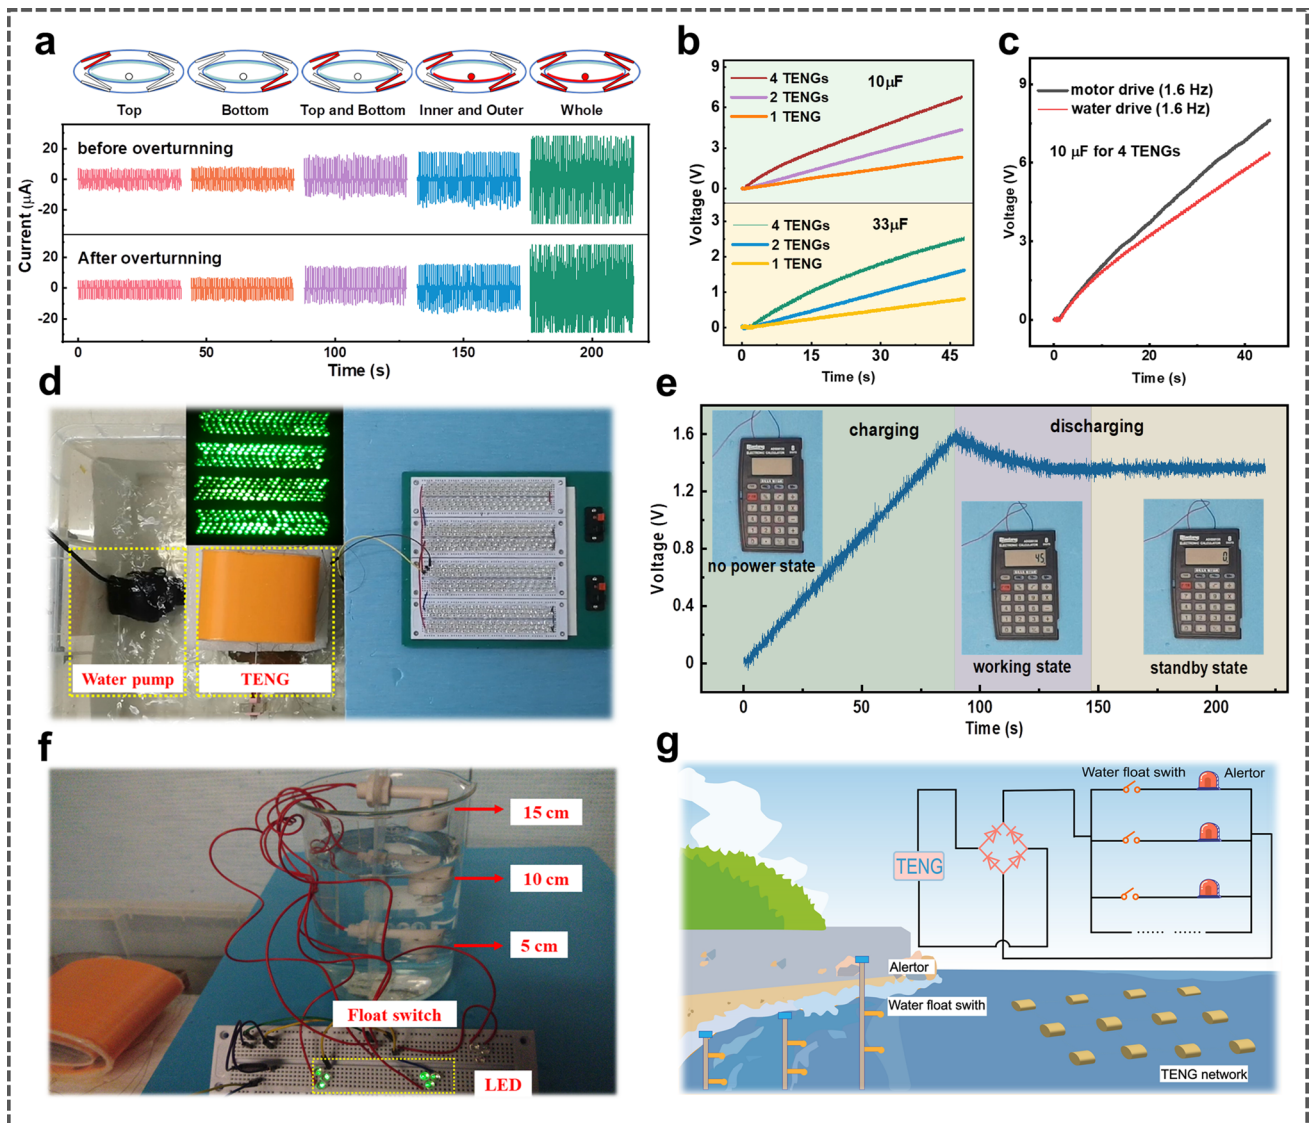 a
Top
Bottom
Top and Bottom
Inner and Outer
Whole
before overturnning
After overturnning
Current (μA)
20
0
-20
20
0
-20
0
50
100
150
200
Time (s)
b
4 TENGs
2 TENGs
1 TENG
10μF
9
6
3
0
Voltage (V)
4 TENGs
2 TENGs
1 TENG
33μF
3
2
1
0
0
15
30
45
Time (s)
c
motor drive (1.6 Hz)
water drive (1.6 Hz)
10 μF for 4 TENGs
Voltage (V)
9
6
3
0
0
20
40
Time (s)
d
Water pump
TENG
e
charging
discharging
no power state
working state
standby state
45
0
Voltage (V)
1.6
1.2
0.8
0.4
0
0
50
100
150
200
Time (s)
f
15 cm
10 cm
5 cm
Float switch
LED
g
Water float swith
Alertor
TENG
Alertor
Water float swith
TENG network